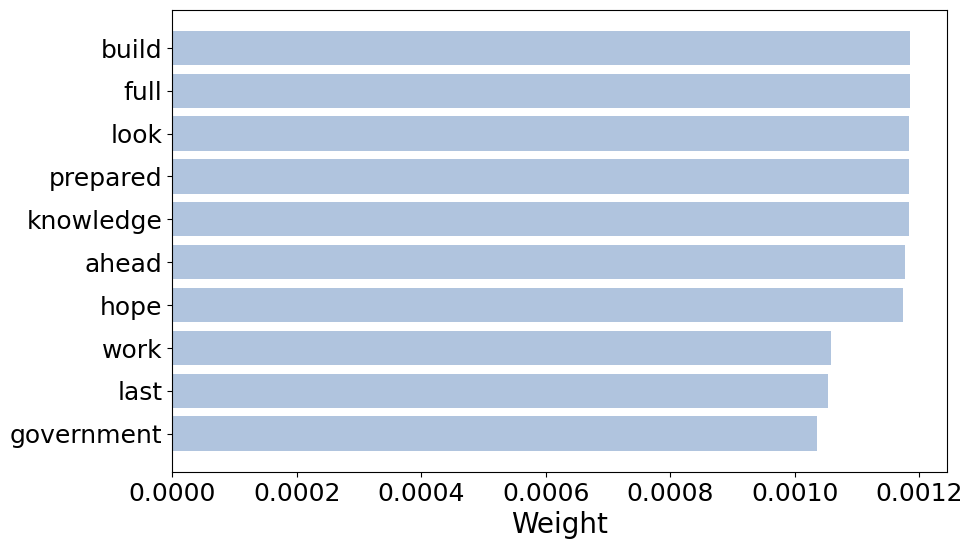 build
full
look
prepared
knowledge
ahead
hope
work
last
government
0.0000 0.0002 0.0004 0.0006 0.0008 0.0010 0.0012
Weight